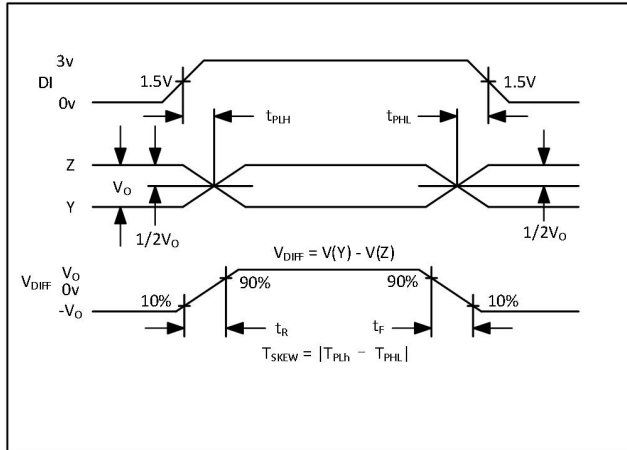 3v
DI
1.5V
1.5V
0v
tPLH
tPHL
Z
VO
Y
1/2VO
1/2VO
VDIFF = V(Y) - V(Z)
VDIFF
VO
0v
-VO
10%
90%
90%
10%
tR
tF
TSKEW = |TPLh - TPHL|